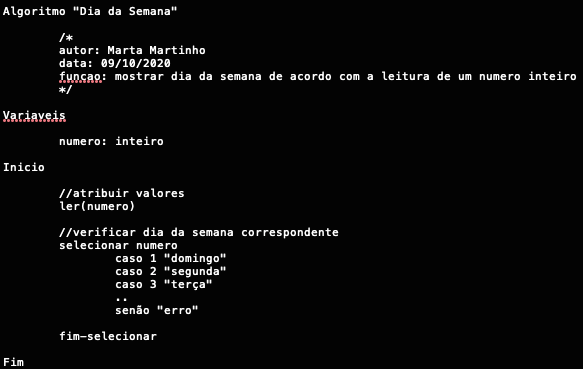 Algoritmo "Dia da Semana"
/*
autor: Marta Martinho
data: 09/10/2020
funcao: mostrar dia da semana de acordo com a leitura de um numero inteiro
*/
Variaveis
numero: inteiro
Inicio
//atribuir valores
ler(numero)
//verificar dia da semana correspondente
selecionar numero
caso 1 "domingo"
caso 2 "segunda"
caso 3 "terça"
..
senão "erro"
fim-selecionar
Fim